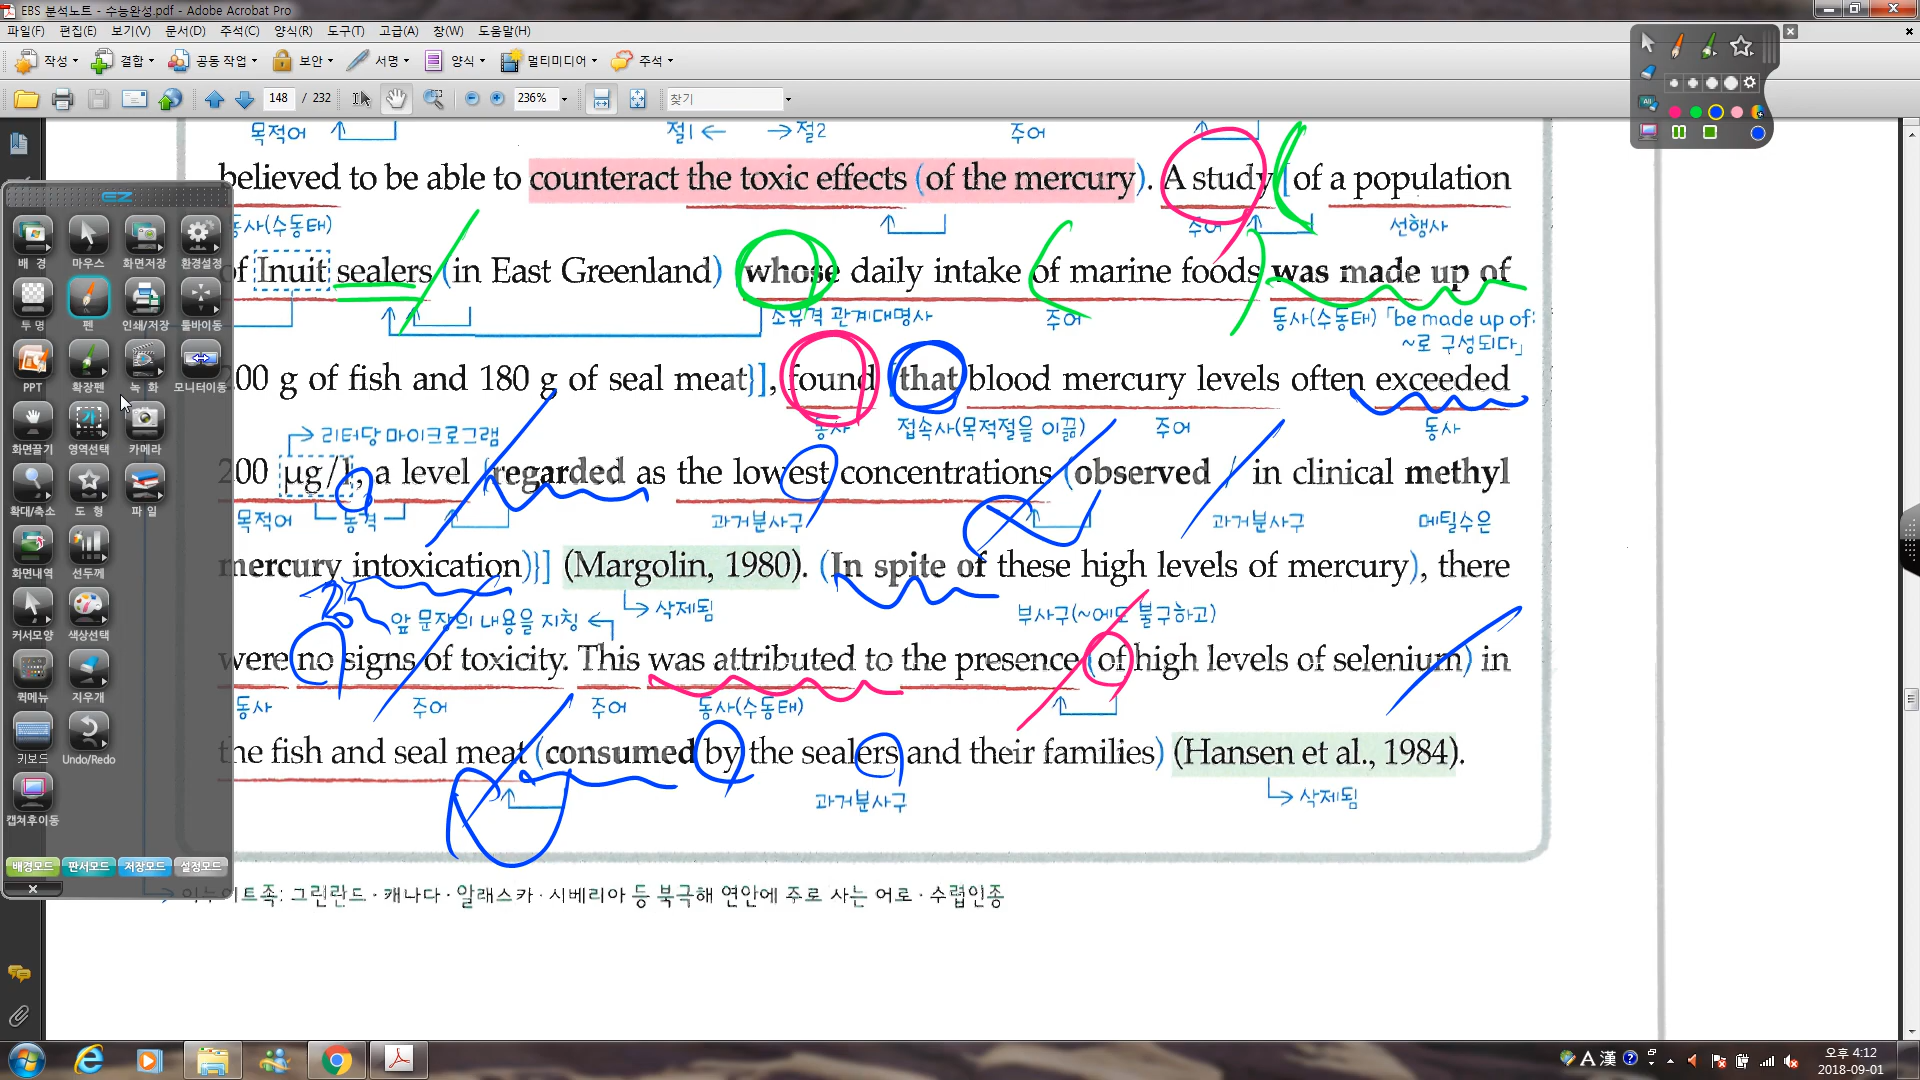 EBS 분석노트 - 수능완성.pdf - Adobe Acrobat Pro
파일(F) 편집(E) 보기(V) 문서(D) 주석(C) 양식(R) 도구(T) 고급(A) 창(W) 도움말(H)
작성 결합 공동 작업 보안 서명 양식 멀티미디어 주석
148 / 232 236% 찾기
목적어 절1 절2 주어
believed to be able to counteract the toxic effects (of the mercury). A study [of a population
동사(수동태) 주어 선행사
of Inuit sealers (in East Greenland) whose daily intake of marine foods was made up of
소유격 관계대명사 주어 동사(수동태) 「be made up of:
~로 구성되다」
200 g of fish and 180 g of seal meat}], found that blood mercury levels often exceeded
리터당 마이크로그램 동사 접속사(목적절을 이끎) 주어 동사
200 μg/l, a level (regarded as the lowest concentrations (observed in clinical methyl
목적어 동격 과거분사구 과거분사구 메틸수은
mercury intoxication)}] (Margolin, 1980). (In spite of these high levels of mercury), there
앞 문장의 내용을 지칭 삭제됨 부사구(~에도 불구하고)
were no signs of toxicity. This was attributed to the presence (of high levels of selenium) in
동사 주어 주어 동사(수동태)
the fish and seal meat (consumed by the sealers and their families) (Hansen et al., 1984).
과거분사구 삭제됨
이누이트족: 그린란드 · 캐나다 · 알래스카 · 시베리아 등 북극해 연안에 주로 사는 어로 · 수렵인종
EZ
배 경 마우스 화면저장 환경설정
투 명 펜 인쇄/저장 툴바이동
PPT 확장펜 녹 화 모니터이동
화면끌기 영역선택 카메라
확대/축소 도 형 파 일
화면내역 선두께
커서모양 색상선택
퀵메뉴 지우개
키보드 Undo/Redo
캡쳐후이동
배경모드 판서모드 저장모드 설정모드
All
A 漢
오후 4:12
2018-09-01